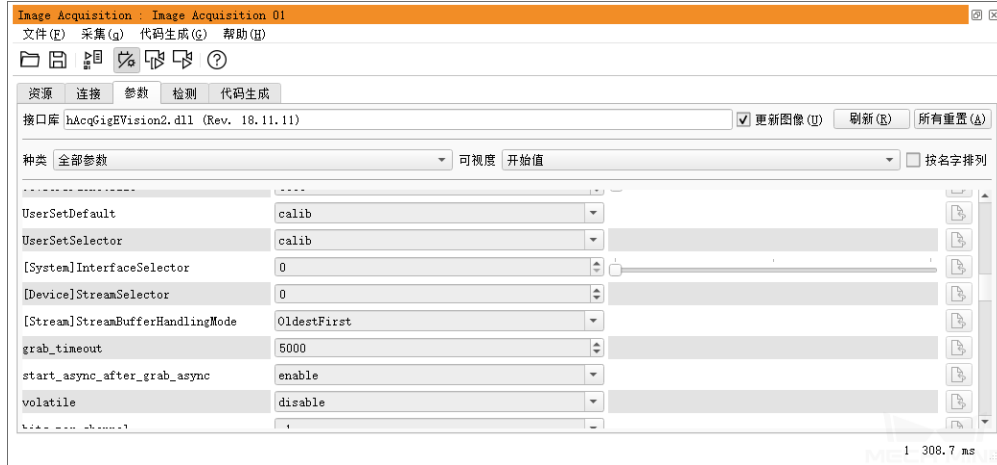 Image Acquisition : Image Acquisition 01
文件(F) 采集(q) 代码生成(G) 帮助(H)
资源 连接 参数 检测 代码生成
接口库 hAcqGigEVision2.dll (Rev. 18.11.11) 更新图像(U) 刷新(R) 所有重置(A)
种类 全部参数 可视度 开始值 按名字排列
UserSetDefault calib
UserSetSelector calib
[System]InterfaceSelector 0
[Device]StreamSelector 0
[Stream]StreamBufferHandlingMode OldestFirst
grab_timeout 5000
start_async_after_grab_async enable
volatile disable
1 308.7 ms